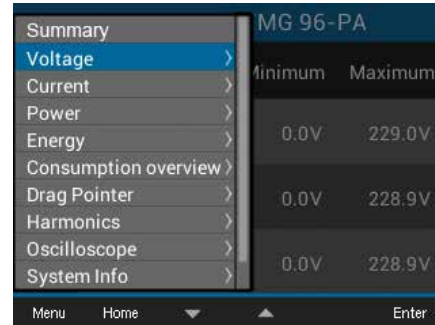 Summary
Voltage
Current
Power
Energy
Consumption overview
Drag Pointer
Harmonics
Oscilloscope
System Info
MG 96-PA
Minimum Maximum
0.0V 229.0V
0.0V 228.9V
0.0V 228.9V
Menu Home Enter